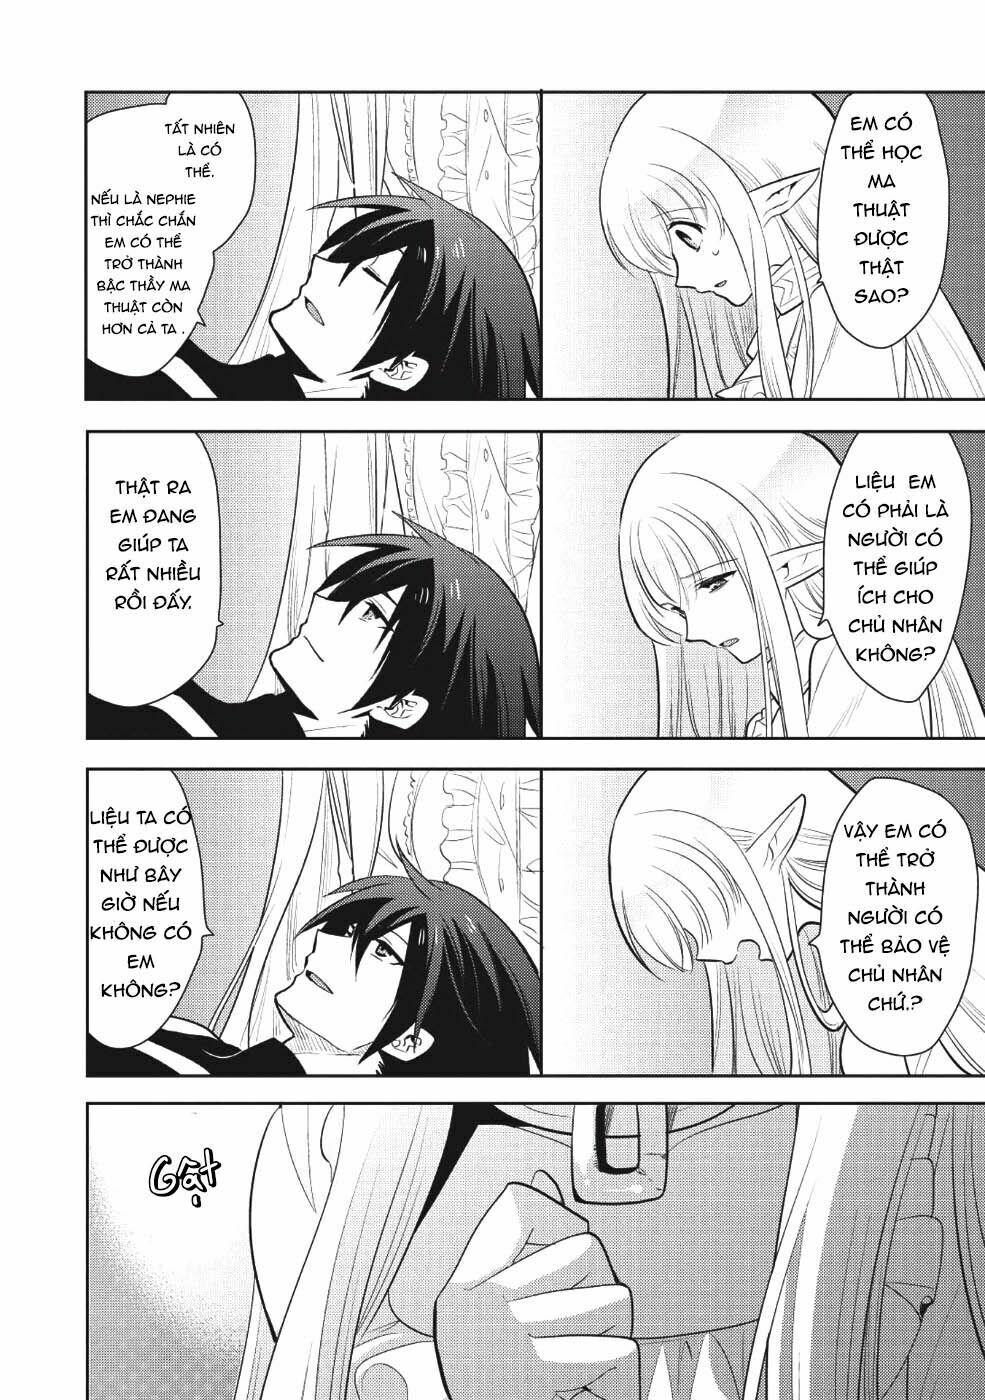 EM CÓ
THỂ HỌC
MA
THUẬT
ĐƯỢC
THẬT
SAO?
TẤT NHIÊN
LÀ CÓ
THỂ.
NẾU LÀ NEPHIE
THÌ CHẮC CHẮN
EM CÓ THỂ
TRỞ THÀNH
BẬC THẦY MA
THUẬT CÒN
HƠN CẢ TA .
LIỆU EM
CÓ PHẢI LÀ
NGƯỜI CÓ
THỂ GIÚP
ÍCH CHO
CHỦ NHÂN
KHÔNG?
THẬT RA
EM ĐANG
GIÚP TA
RẤT NHIỀU
RỒI ĐẤY.
VẬY EM CÓ
THỂ TRỞ
THÀNH
NGƯỜI CÓ
THỂ BẢO VỆ
CHỦ NHÂN
CHỨ.?
LIỆU TA CÓ
THỂ ĐƯỢC
NHƯ BÂY
GIỜ NẾU
KHÔNG CÓ
EM
KHÔNG?
GẬT